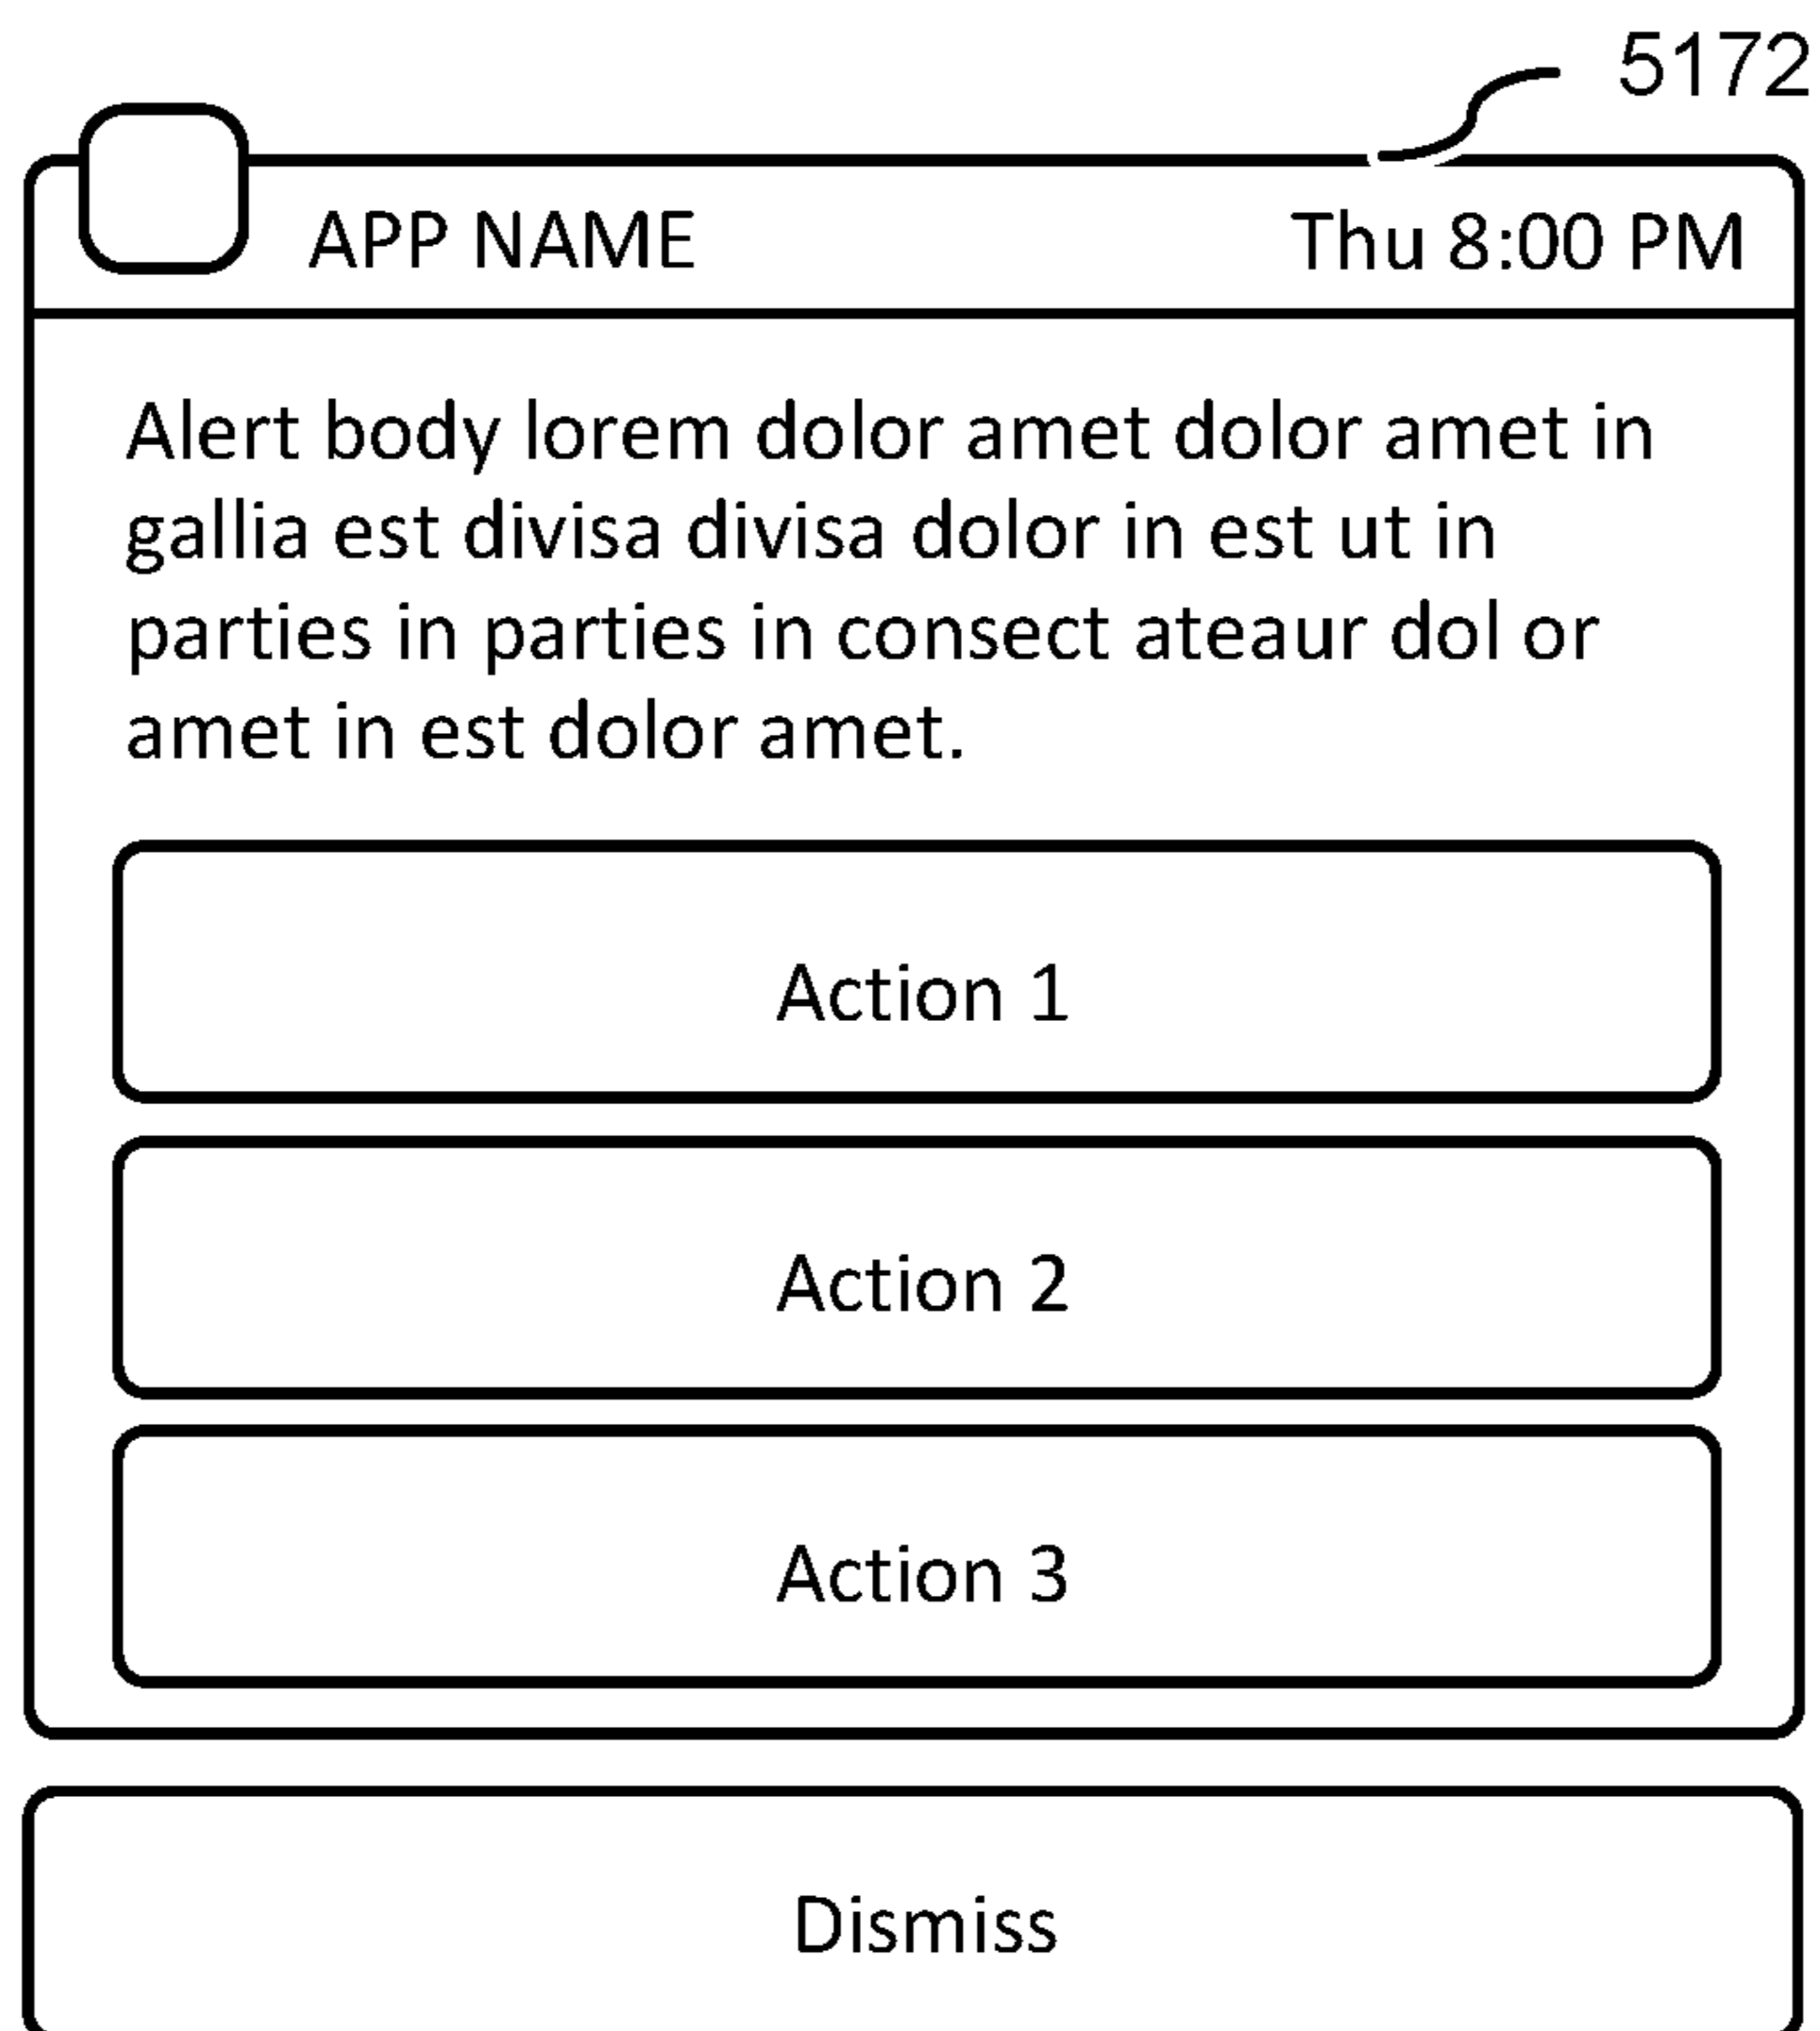 5172
APP NAME Thu 8:00 PM
Alert body lorem dolor amet dolor amet in
gallia est divisa divisa dolor in est ut in
parties in parties in consect ateaur dol or
amet in est dolor amet.
Action 1
Action 2
Action 3
Dismiss